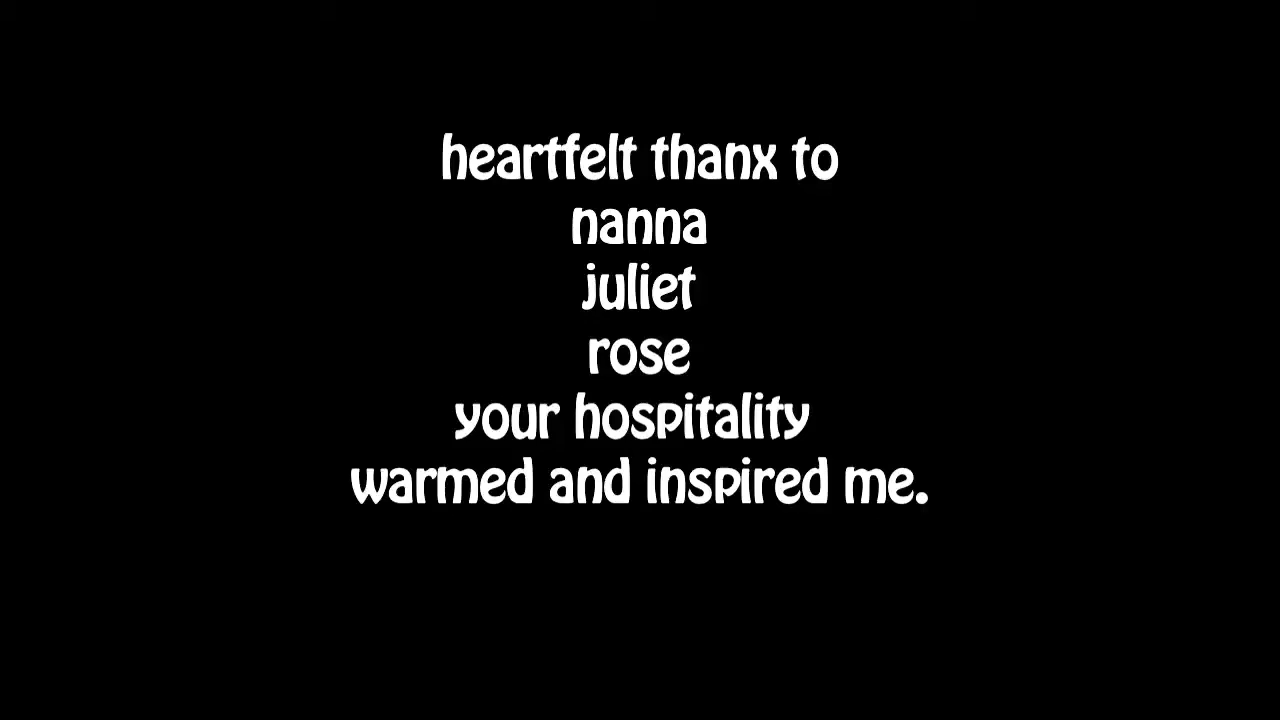 heartfelt thanx to
nanna
juliet
rose
your hospitality
warmed and inspired me.